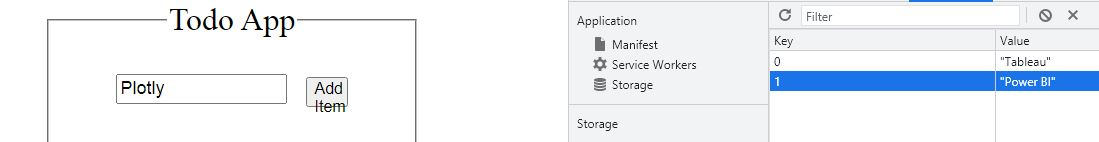 Todo App
Plotly
Add
Item
Application
Manifest
Service Workers
Storage
Storage
Filter
Key Value
0 "Tableau"
1 "Power BI"